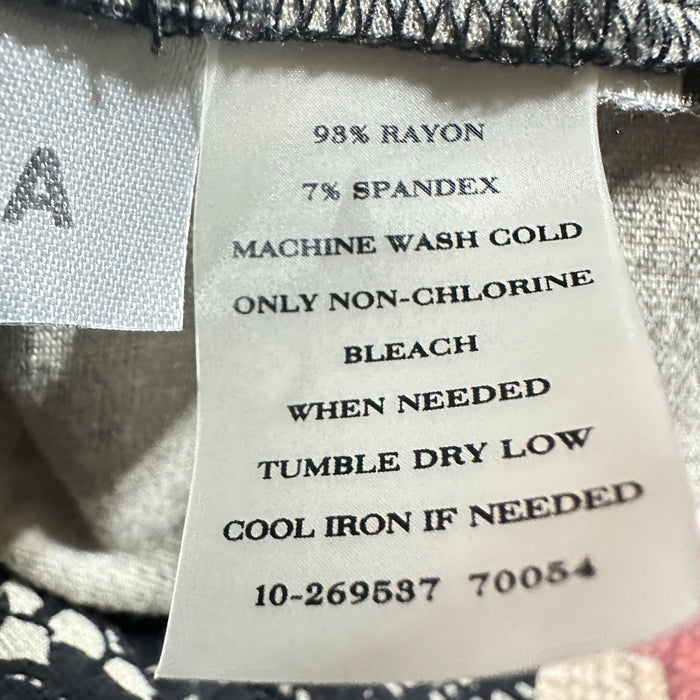 A
93% RAYON
7% SPANDEX
MACHINE WASH COLD
ONLY NON-CHLORINE
BLEACH
WHEN NEEDED
TUMBLE DRY LOW
COOL IRON IF NEEDED
10-269537 70054